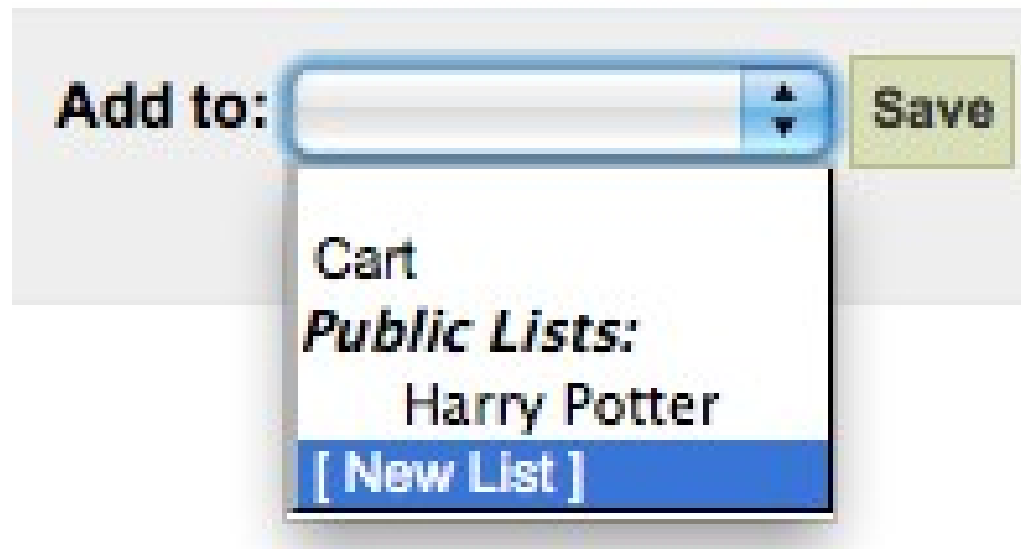 Add to: Save
Cart
Public Lists:
Harry Potter
[ New List ]